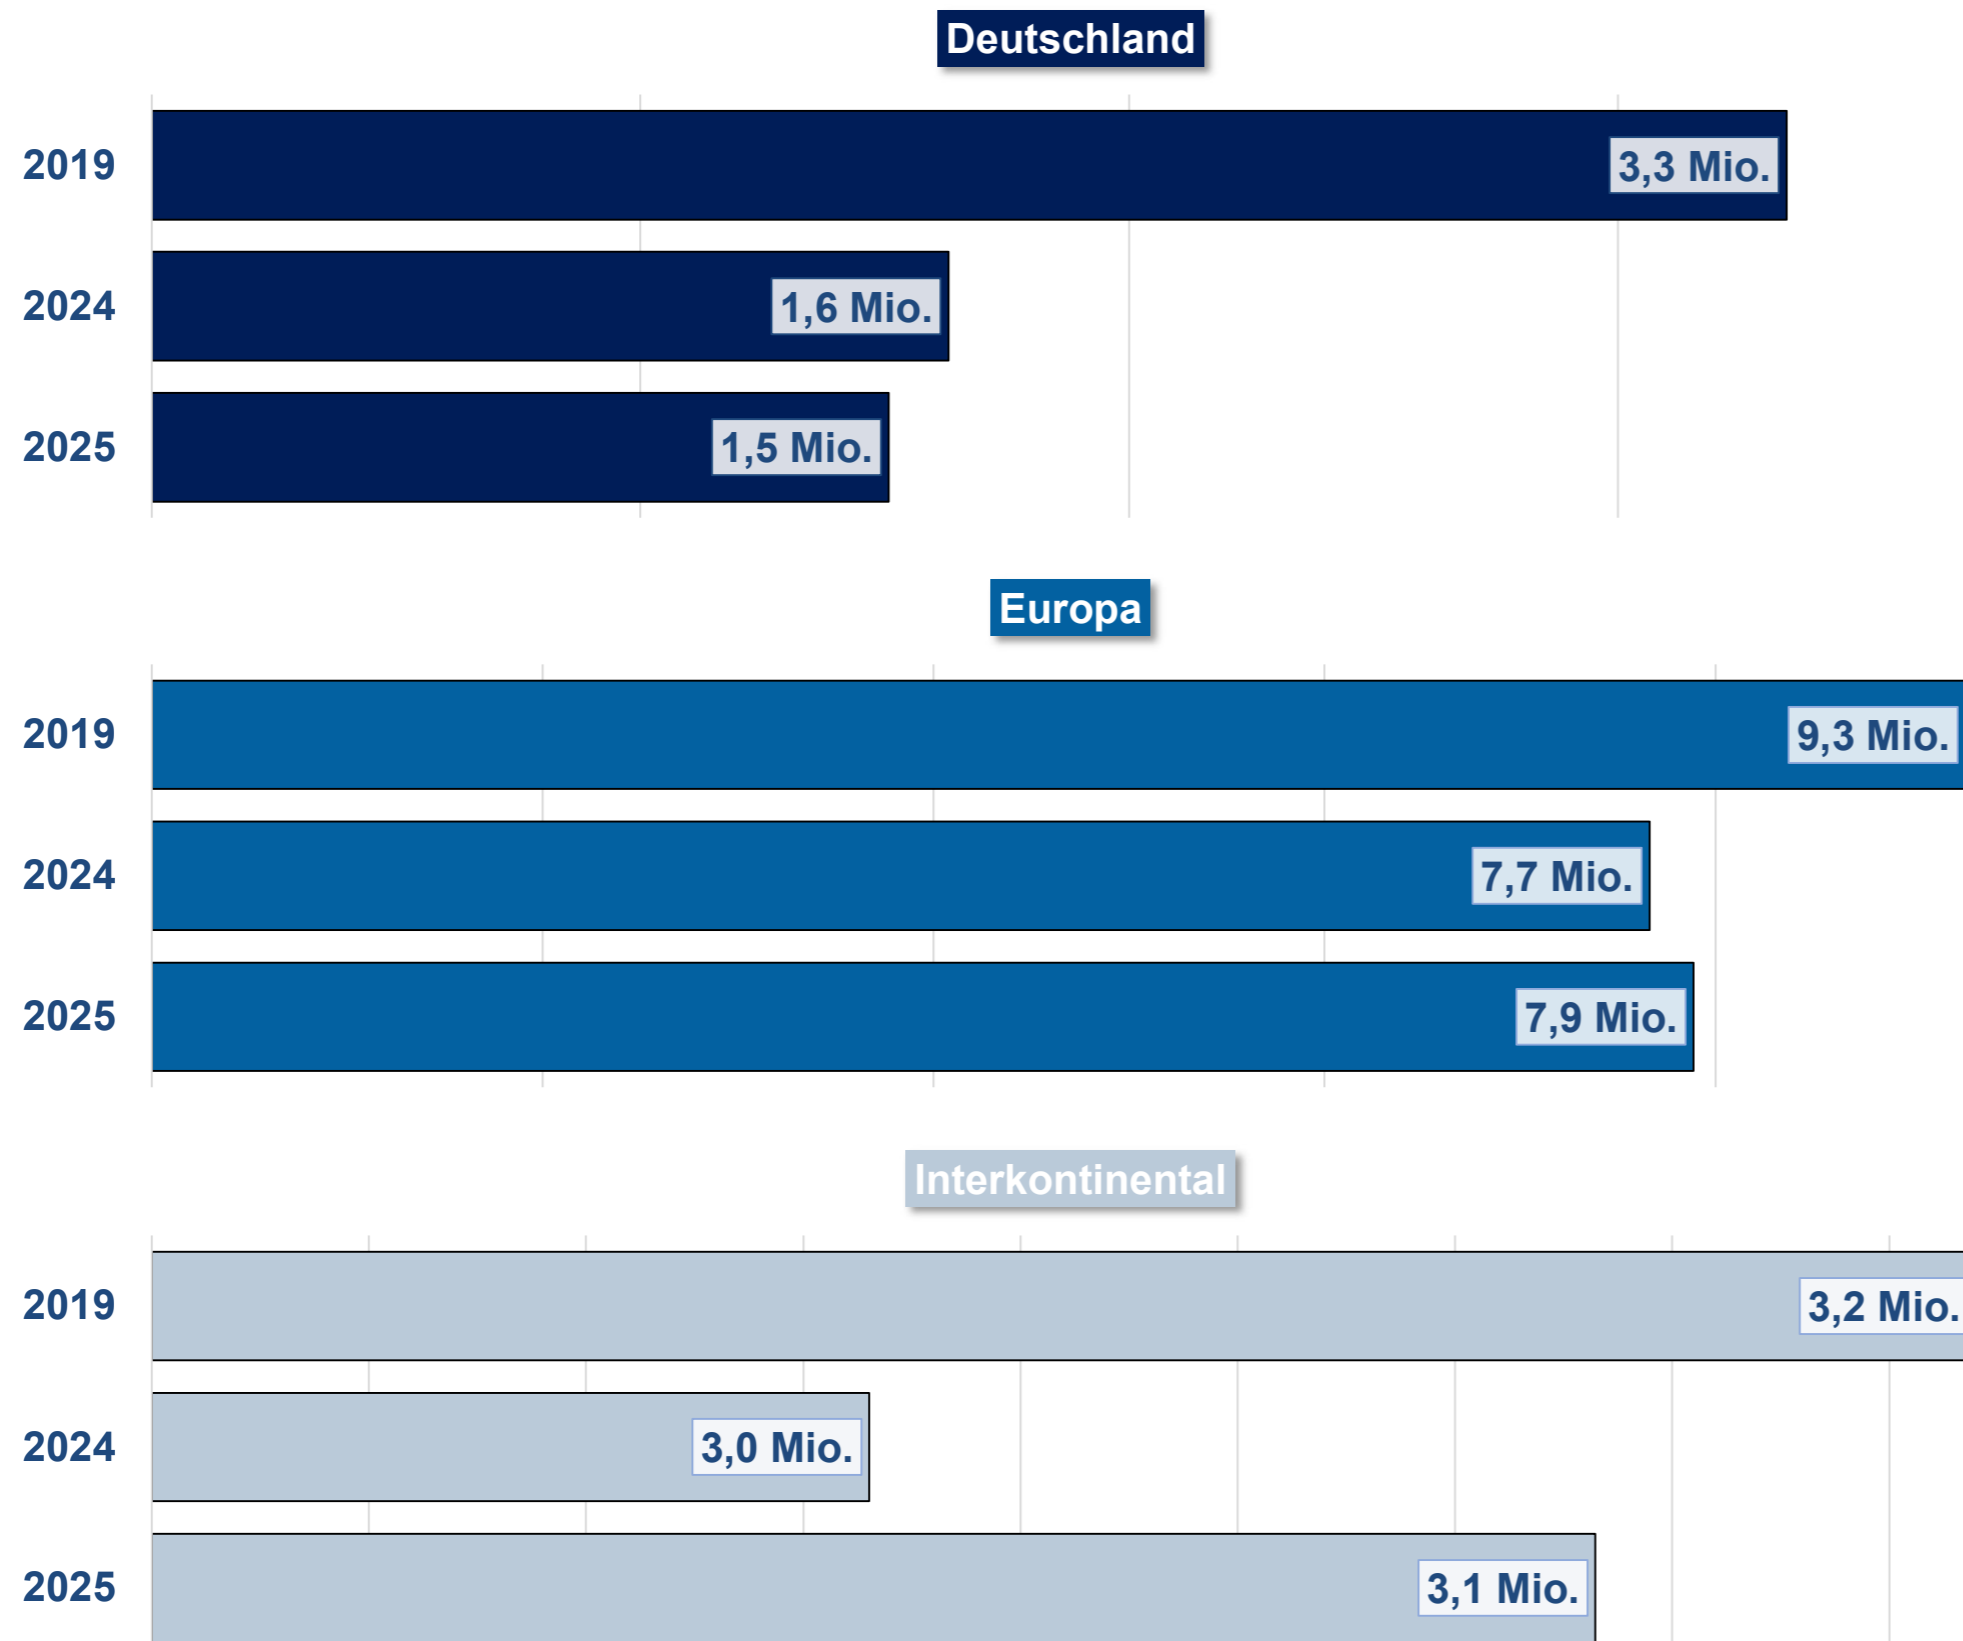 Deutschland
2019 3,3 Mio.
2024 1,6 Mio.
2025 1,5 Mio.
Europa
2019 9,3 Mio.
2024 7,7 Mio.
2025 7,9 Mio.
Interkontinental
2019 3,2 Mio.
2024 3,0 Mio.
2025 3,1 Mio.